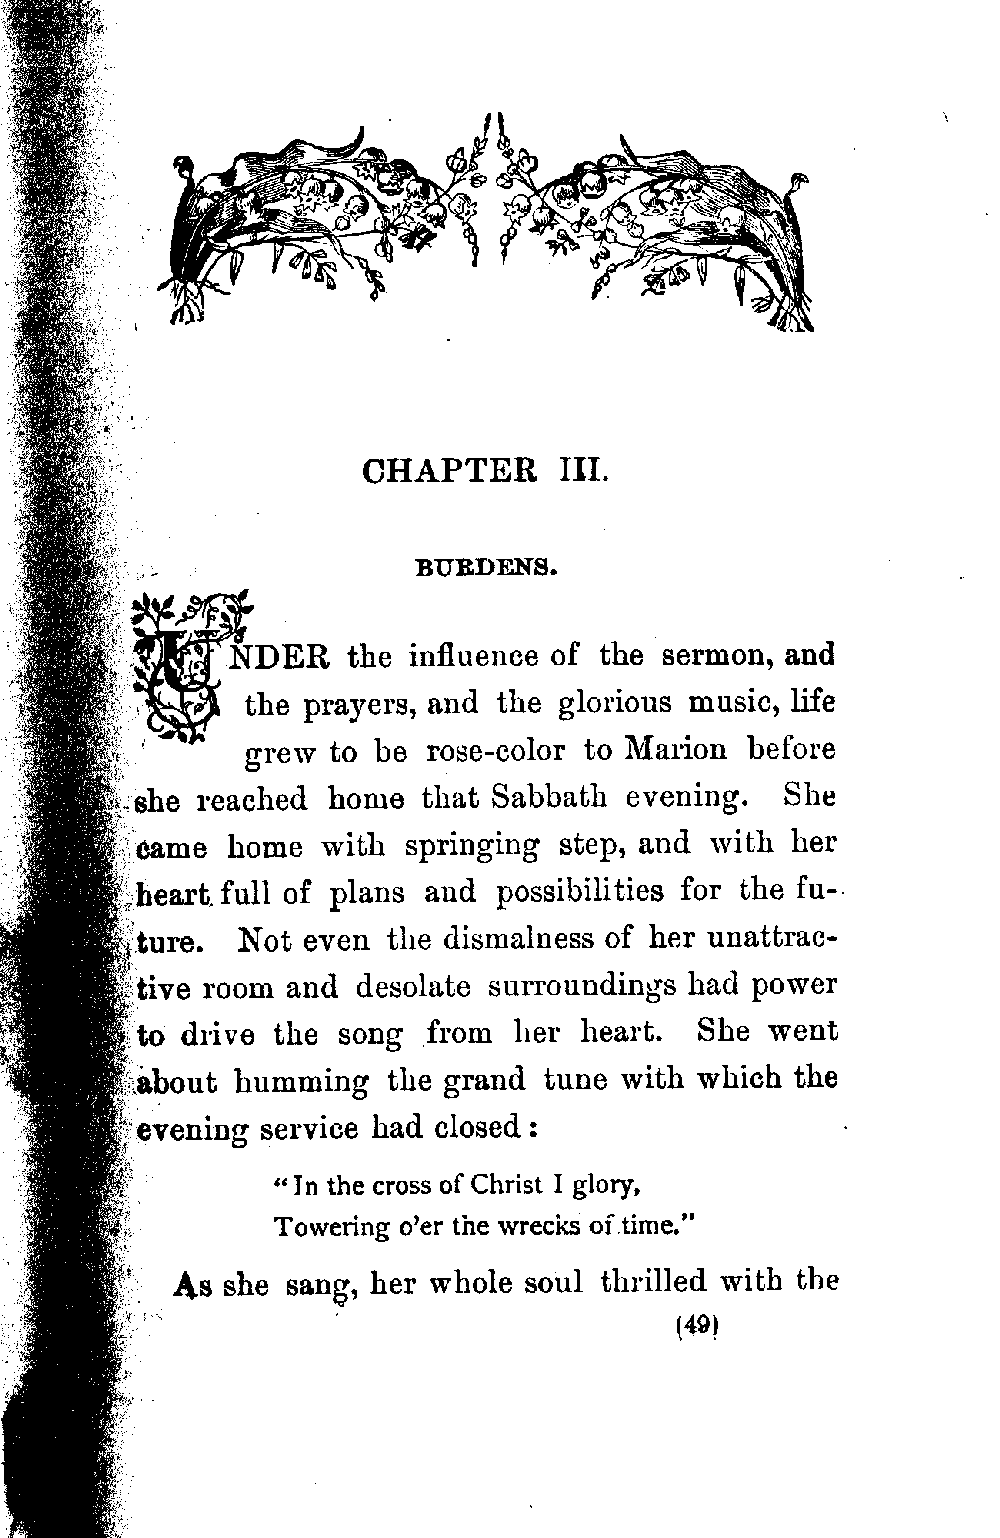 CHAPTER III.
BURDENS.
UNDER the influence of the sermon, and
the prayers, and the glorious music, life
grew to be rose-color to Marion before
she reached home that Sabbath evening. She
came home with springing step, and with her
heart full of plans and possibilities for the fu-
ture. Not even the dismalness of her unattrac-
tive room and desolate surroundings had power
to drive the song from her heart. She went
about humming the grand tune with which the
evening service had closed:
"In the cross of Christ I glory,
Towering o'er the wrecks of time."
As she sang, her whole soul thrilled with the
(49)